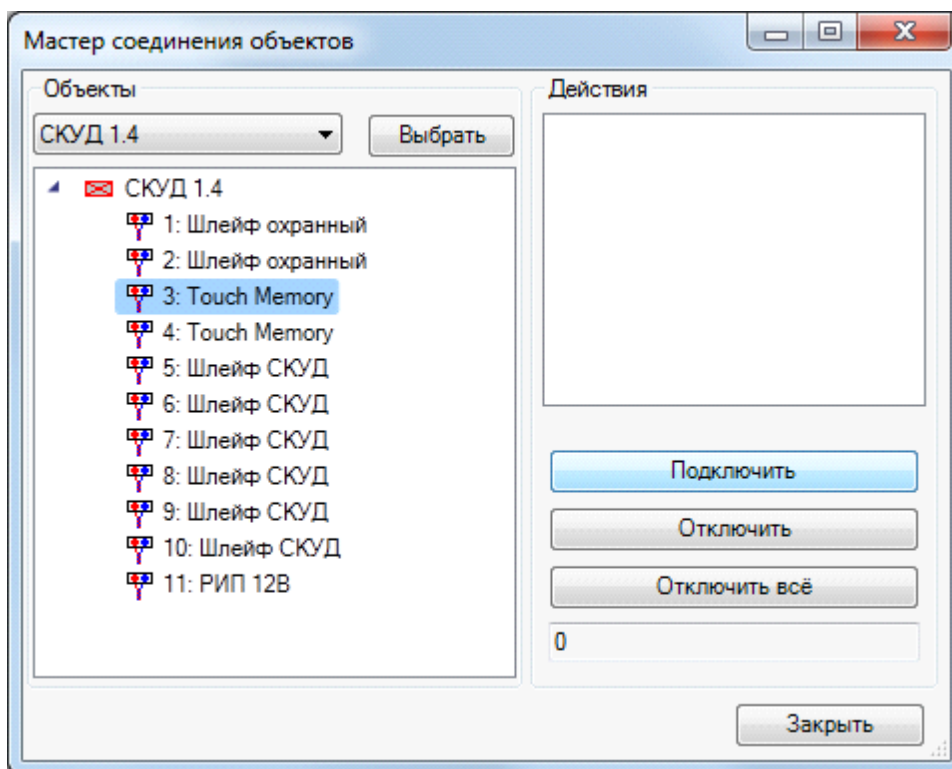 Мастер соединения объектов
Объекты
СКУД 1.4
Выбрать
СКУД 1.4
1: Шлейф охранный
2: Шлейф охранный
3: Touch Memory
4: Touch Memory
5: Шлейф СКУД
6: Шлейф СКУД
7: Шлейф СКУД
8: Шлейф СКУД
9: Шлейф СКУД
10: Шлейф СКУД
11: РИП 12В
Действия
Подключить
Отключить
Отключить всё
0
Закрыть